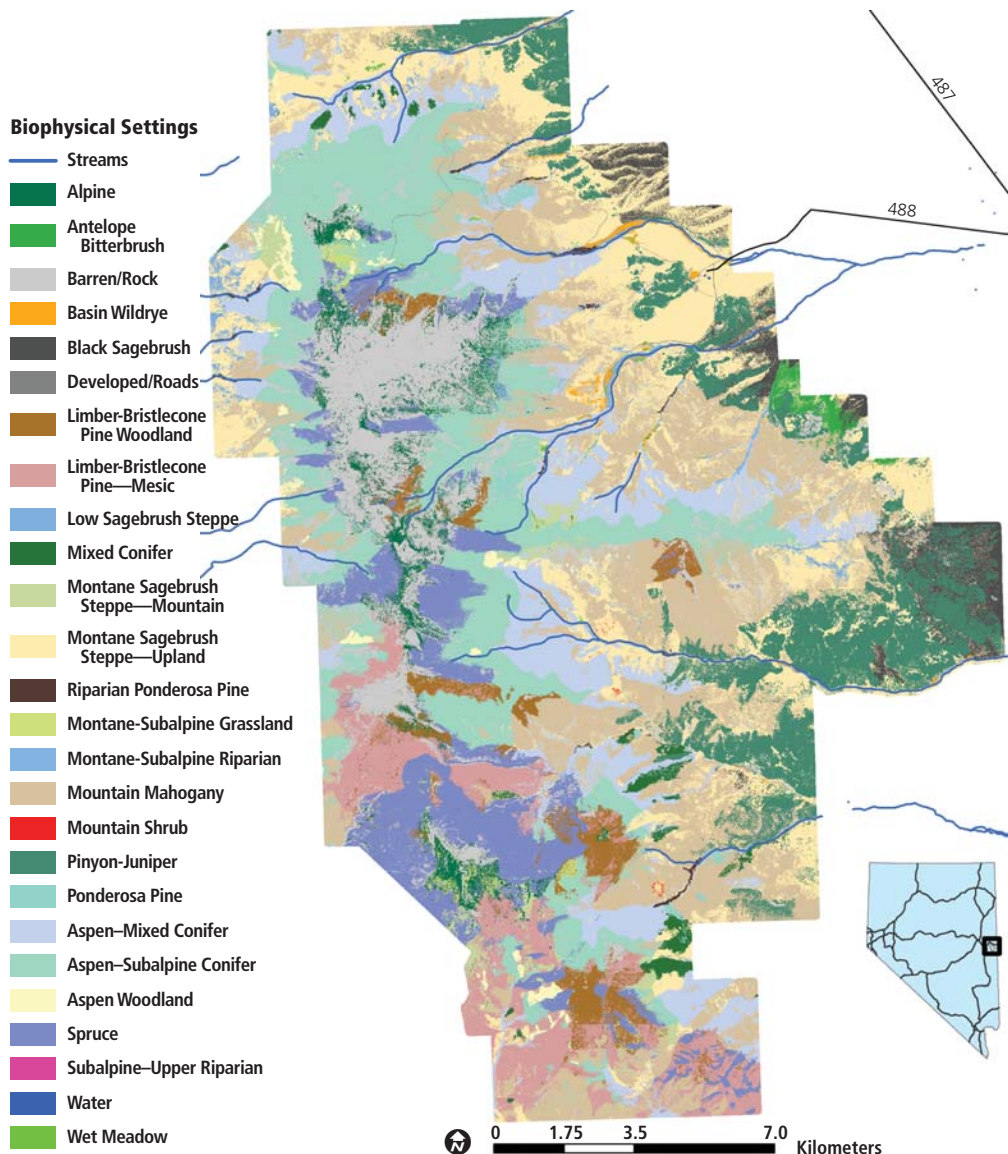 Biophysical Settings
Streams
Alpine
Antelope
Bitterbrush
Barren/Rock
Basin Wildrye
Black Sagebrush
Developed/Roads
Limber-Bristlecone
Pine Woodland
Limber-Bristlecone
Pine—Mesic
Low Sagebrush Steppe
Mixed Conifer
Montane Sagebrush
Steppe—Mountain
Montane Sagebrush
Steppe—Upland
Riparian Ponderosa Pine
Montane-Subalpine Grassland
Montane-Subalpine Riparian
Mountain Mahogany
Mountain Shrub
Pinyon-Juniper
Ponderosa Pine
Aspen–Mixed Conifer
Aspen–Subalpine Conifer
Aspen Woodland
Spruce
Subalpine–Upper Riparian
Water
Wet Meadow
487
488
N
0 1.75 3.5 7.0
Kilometers